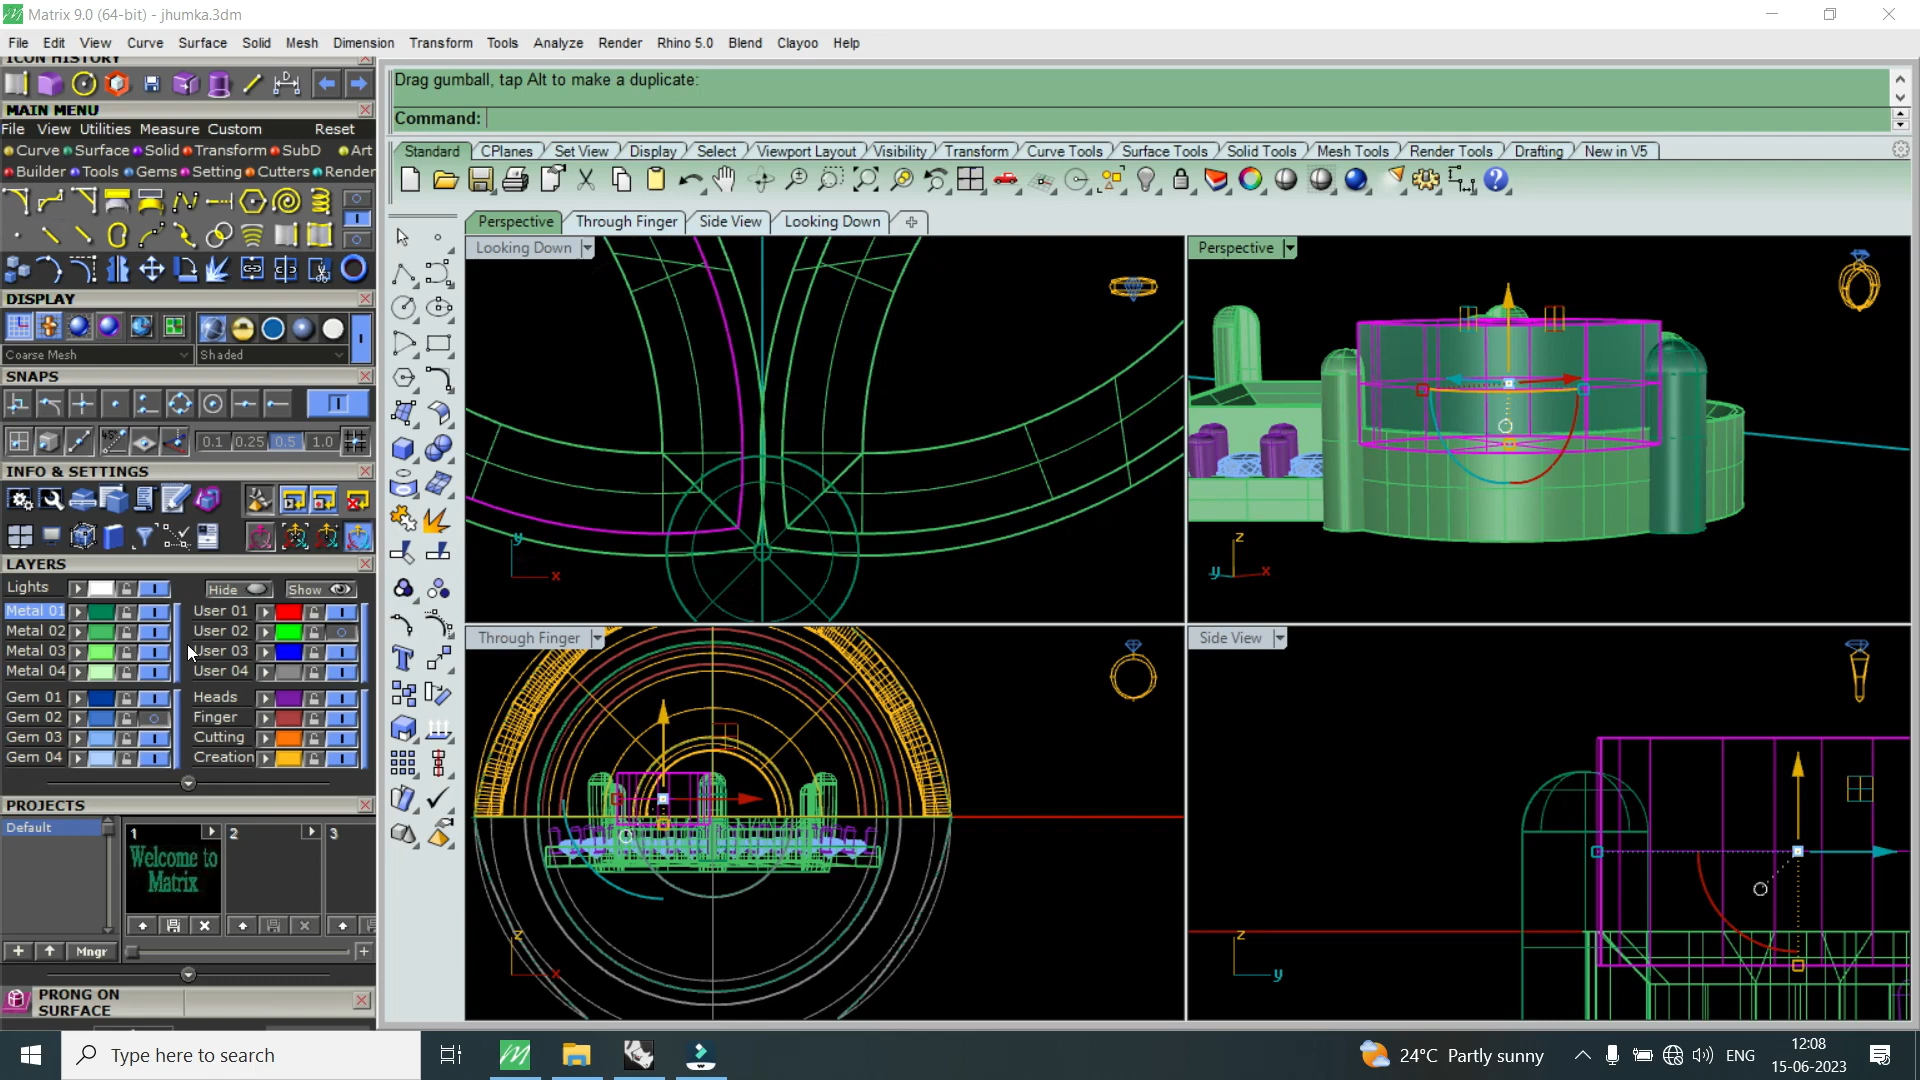 Matrix 9.0 (64-bit) - jhumka.3dm
File Edit View Curve Surface Solid Mesh Dimension Transform Tools Analyze Render Rhino 5.0 Blend Clayoo Help
ICON HISTORY
Drag gumball, tap Alt to make a duplicate:
Command:
MAIN MENU
File View Utilities Measure Custom Reset
Curve Surface Solid Transform SubD Art
Builder Tools Gems Setting Cutters Render
Standard CPlanes Set View Display Select Viewport Layout Visibility Transform Curve Tools Surface Tools Solid Tools Mesh Tools Render Tools Drafting New in V5
Perspective Through Finger Side View Looking Down
Looking Down
Perspective
DISPLAY
Coarse Mesh Shaded
SNAPS
0.1 0.25 0.5 1.0
INFO & SETTINGS
LAYERS
Lights Hide Show
Metal 01 User 01
Metal 02 User 02
Metal 03 User 03
Metal 04 User 04
Gem 01 Heads
Gem 02 Finger
Gem 03 Cutting
Gem 04 Creation
y
x
z
y
x
Through Finger
Side View
z
x
z
y
PROJECTS
Default
1 2 3
Welcome to
Matrix
Mngr
PRONG ON
SURFACE
Type here to search
24°C Partly sunny
ENG
12:08
15-06-2023